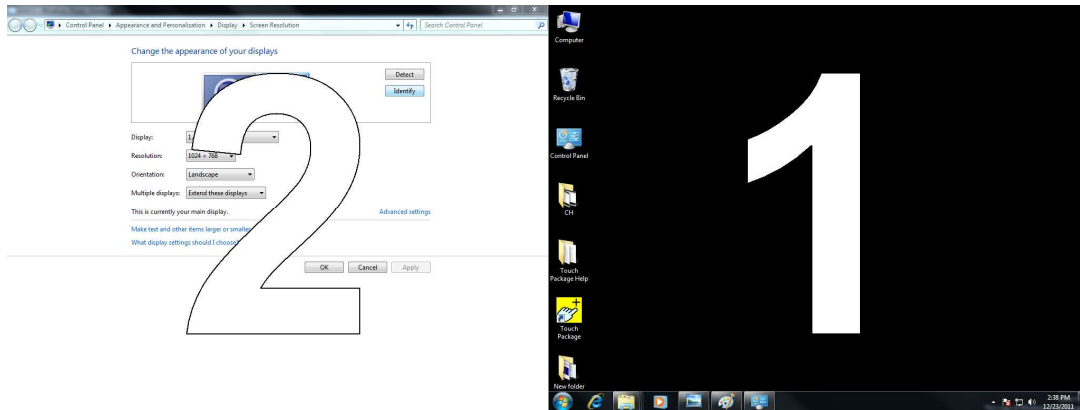 Control Panel ▸ Appearance and Personalization ▸ Display ▸ Screen Resolution
Search Control Panel
Change the appearance of your displays
Detect
Identify
Display:
1
Resolution:
1024 × 768
Orientation:
Landscape
Multiple displays:
Extend these displays
This is currently your main display.
Advanced settings
Make text and other items larger or smaller
What display settings should I choose?
OK
Cancel
Apply
2
Computer
Recycle Bin
Control Panel
CH
Touch
Package Help
Touch
Package
New folder
1
2:38 PM
12/23/2011